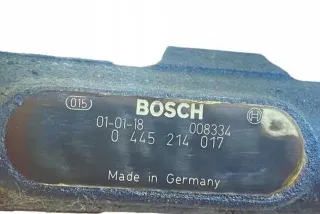 015 BOSCH
01-01-18 008334
0 445 214 017
Made in Germany